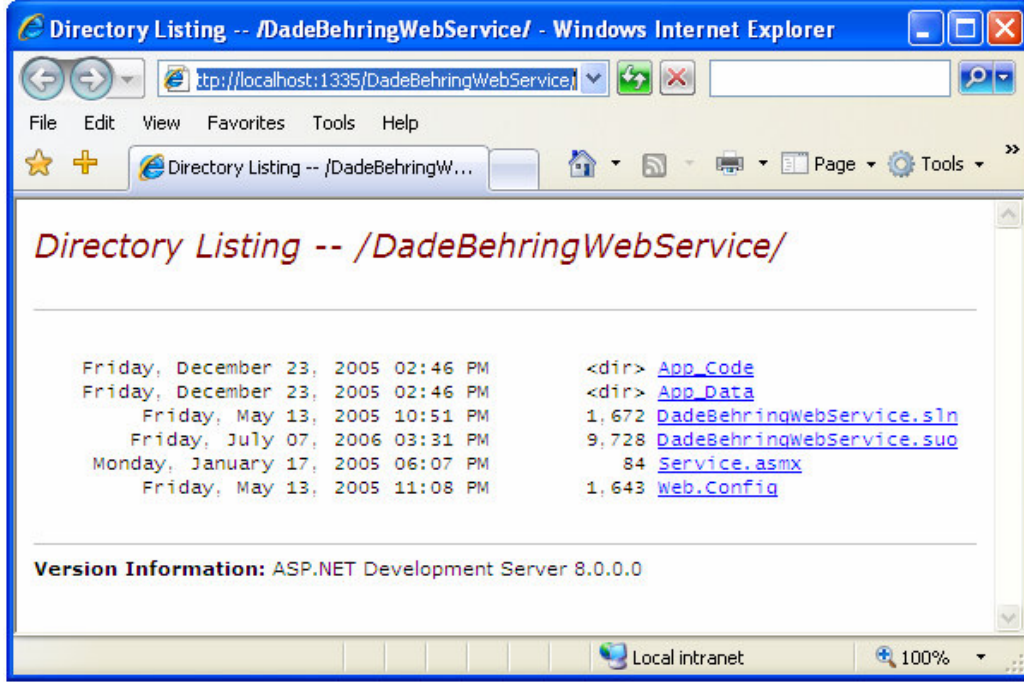 Directory Listing -- /DadeBehringWebService/ - Windows Internet Explorer
ttp://localhost:1335/DadeBehringWebService/
File Edit View Favorites Tools Help
Directory Listing -- /DadeBehringW... Page Tools »
Directory Listing -- /DadeBehringWebService/
Friday, December 23, 2005 02:46 PM <dir> App_Code
Friday, December 23, 2005 02:46 PM <dir> App_Data
Friday, May 13, 2005 10:51 PM 1,672 DadeBehringWebService.sln
Friday, July 07, 2006 03:31 PM 9,728 DadeBehringWebService.suo
Monday, January 17, 2005 06:07 PM 84 Service.asmx
Friday, May 13, 2005 11:08 PM 1,643 Web.Config
Version Information: ASP.NET Development Server 8.0.0.0
Local intranet 100%